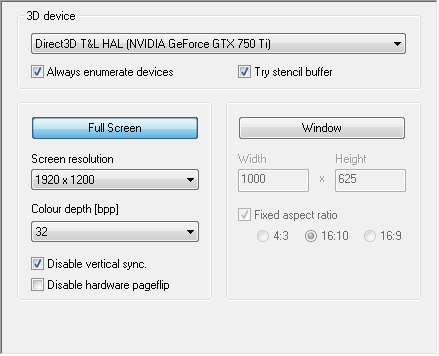 3D device
Direct3D T&L HAL (NVIDIA GeForce GTX 750 Ti)
Always enumerate devices
Try stencil buffer
Full Screen
Screen resolution
1920 x 1200
Colour depth [bpp]
32
Disable vertical sync.
Disable hardware pageflip
Window
Width
Height
1000 x 625
Fixed aspect ratio
4:3 16:10 16:9